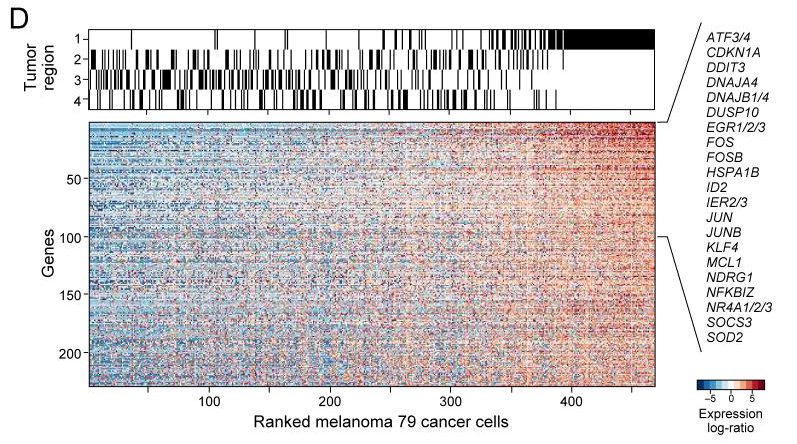 D
Tumor
region
1
2
3
4
Genes
50
100
150
200
100
200
300
400
Ranked melanoma 79 cancer cells
ATF3/4
CDKN1A
DDIT3
DNAJA4
DNAJB1/4
DUSP10
EGR1/2/3
FOS
FOSB
HSPA1B
ID2
IER2/3
JUN
JUNB
KLF4
MCL1
NDRG1
NFKBIZ
NR4A1/2/3
SOCS3
SOD2
−5 0 5
Expression
log-ratio